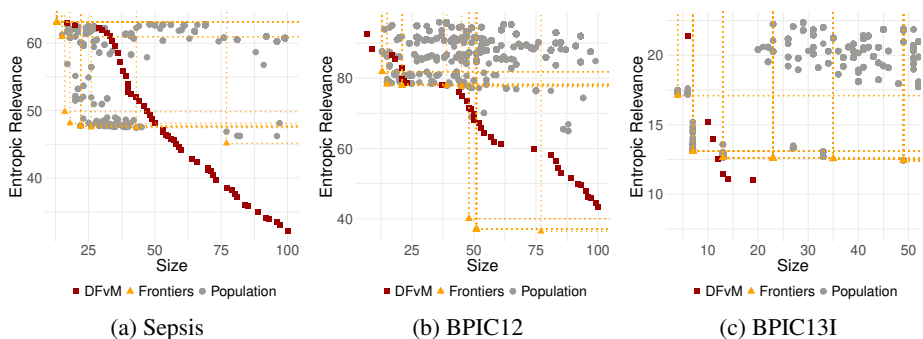 Entropic Relevance
60
50
40
25
50
75
100
Size
DFvM Frontiers Population
(a) Sepsis
Entropic Relevance
80
60
40
25
50
75
100
Size
DFvM Frontiers Population
(b) BPIC12
Entropic Relevance
20
15
10
10
20
30
40
50
Size
DFvM Frontiers Population
(c) BPIC13I